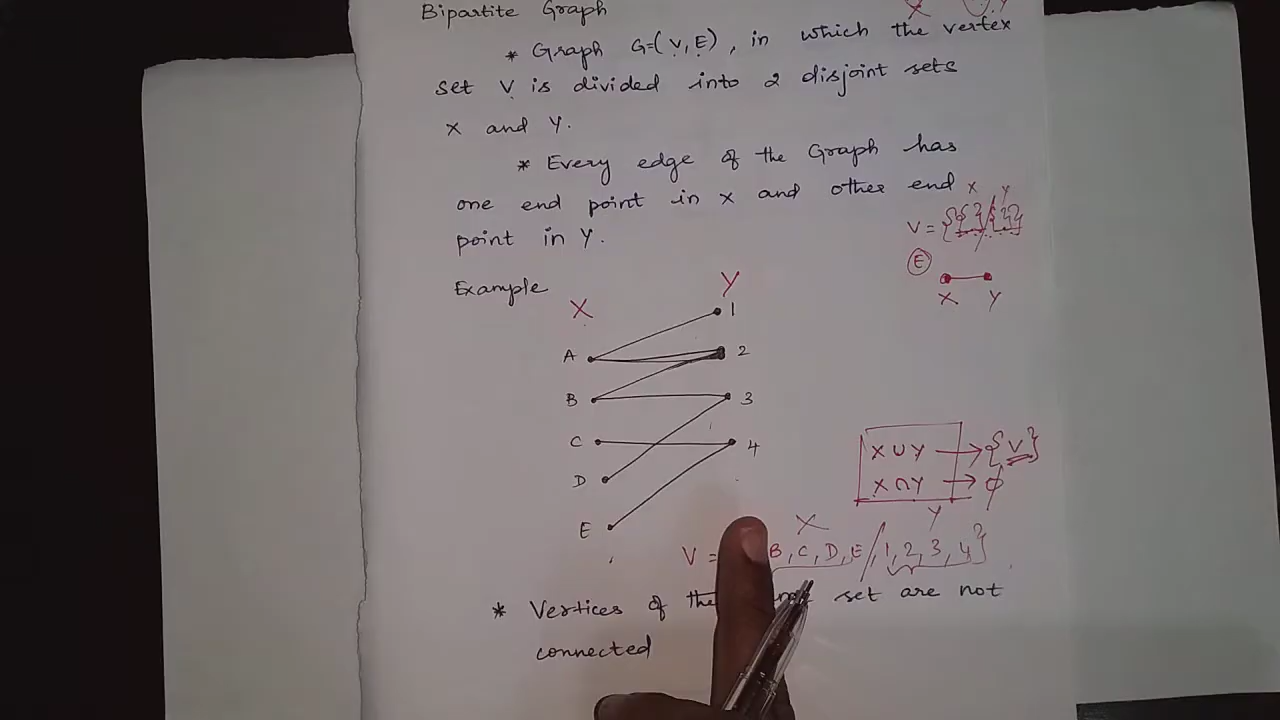 Bipartite Graph
X Y
* Graph G=(V,E), in which the vertex
set V is divided into 2 disjoint sets
X and Y.
* Every edge of the Graph has
one end point in X and other end
point in Y.
X Y
V = {{ }/{ }}
E
X Y
Example
X Y
1
A 2
B 3
C 4
D
E
X ∪ Y → {V}
X ∩ Y → ϕ
X Y
V = B, C, D, E / 1, 2, 3, 4}
* Vertices of the set are not
connected